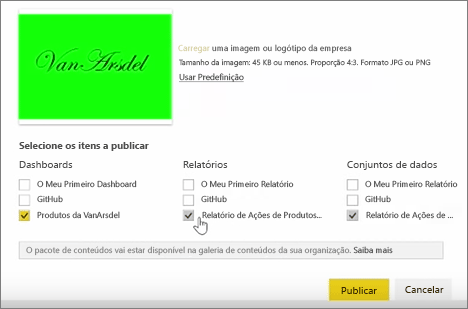 VanArsdel
Carregar uma imagem ou logótipo da empresa
Tamanho da imagem: 45 KB ou menos. Proporção 4:3. Formato JPG ou PNG
Usar Predefinição
Selecione os itens a publicar
Dashboards Relatórios Conjuntos de dados
O Meu Primeiro Dashboard O Meu Primeiro Relatório O Meu Primeiro Relatório
GitHub GitHub GitHub
Produtos da VanArsdel Relatório de Ações de Produtos... Relatório de Ações de ...
O pacote de conteúdos vai estar disponível na galeria de conteúdos da sua organização. Saiba mais
Publicar Cancelar